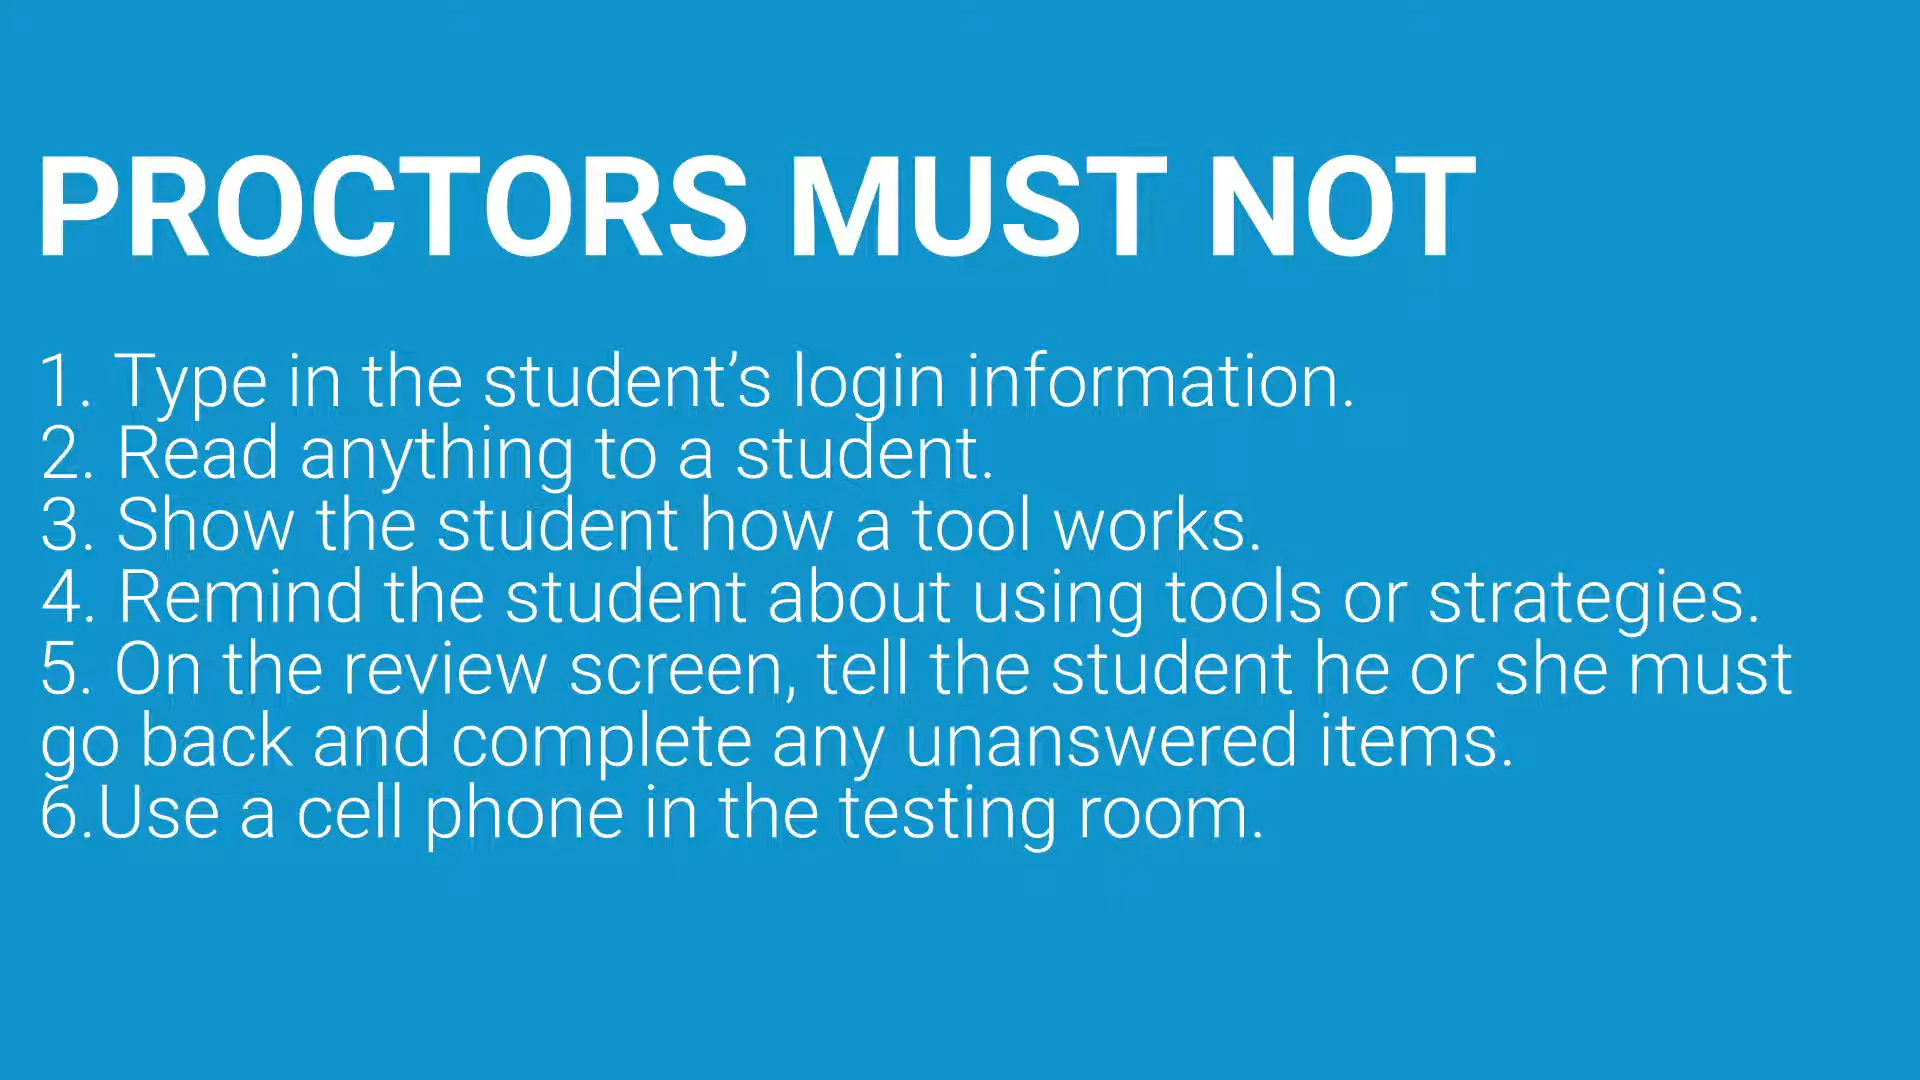 PROCTORS MUST NOT
1. Type in the student’s login information.
2. Read anything to a student.
3. Show the student how a tool works.
4. Remind the student about using tools or strategies.
5. On the review screen, tell the student he or she must
go back and complete any unanswered items.
6.Use a cell phone in the testing room.